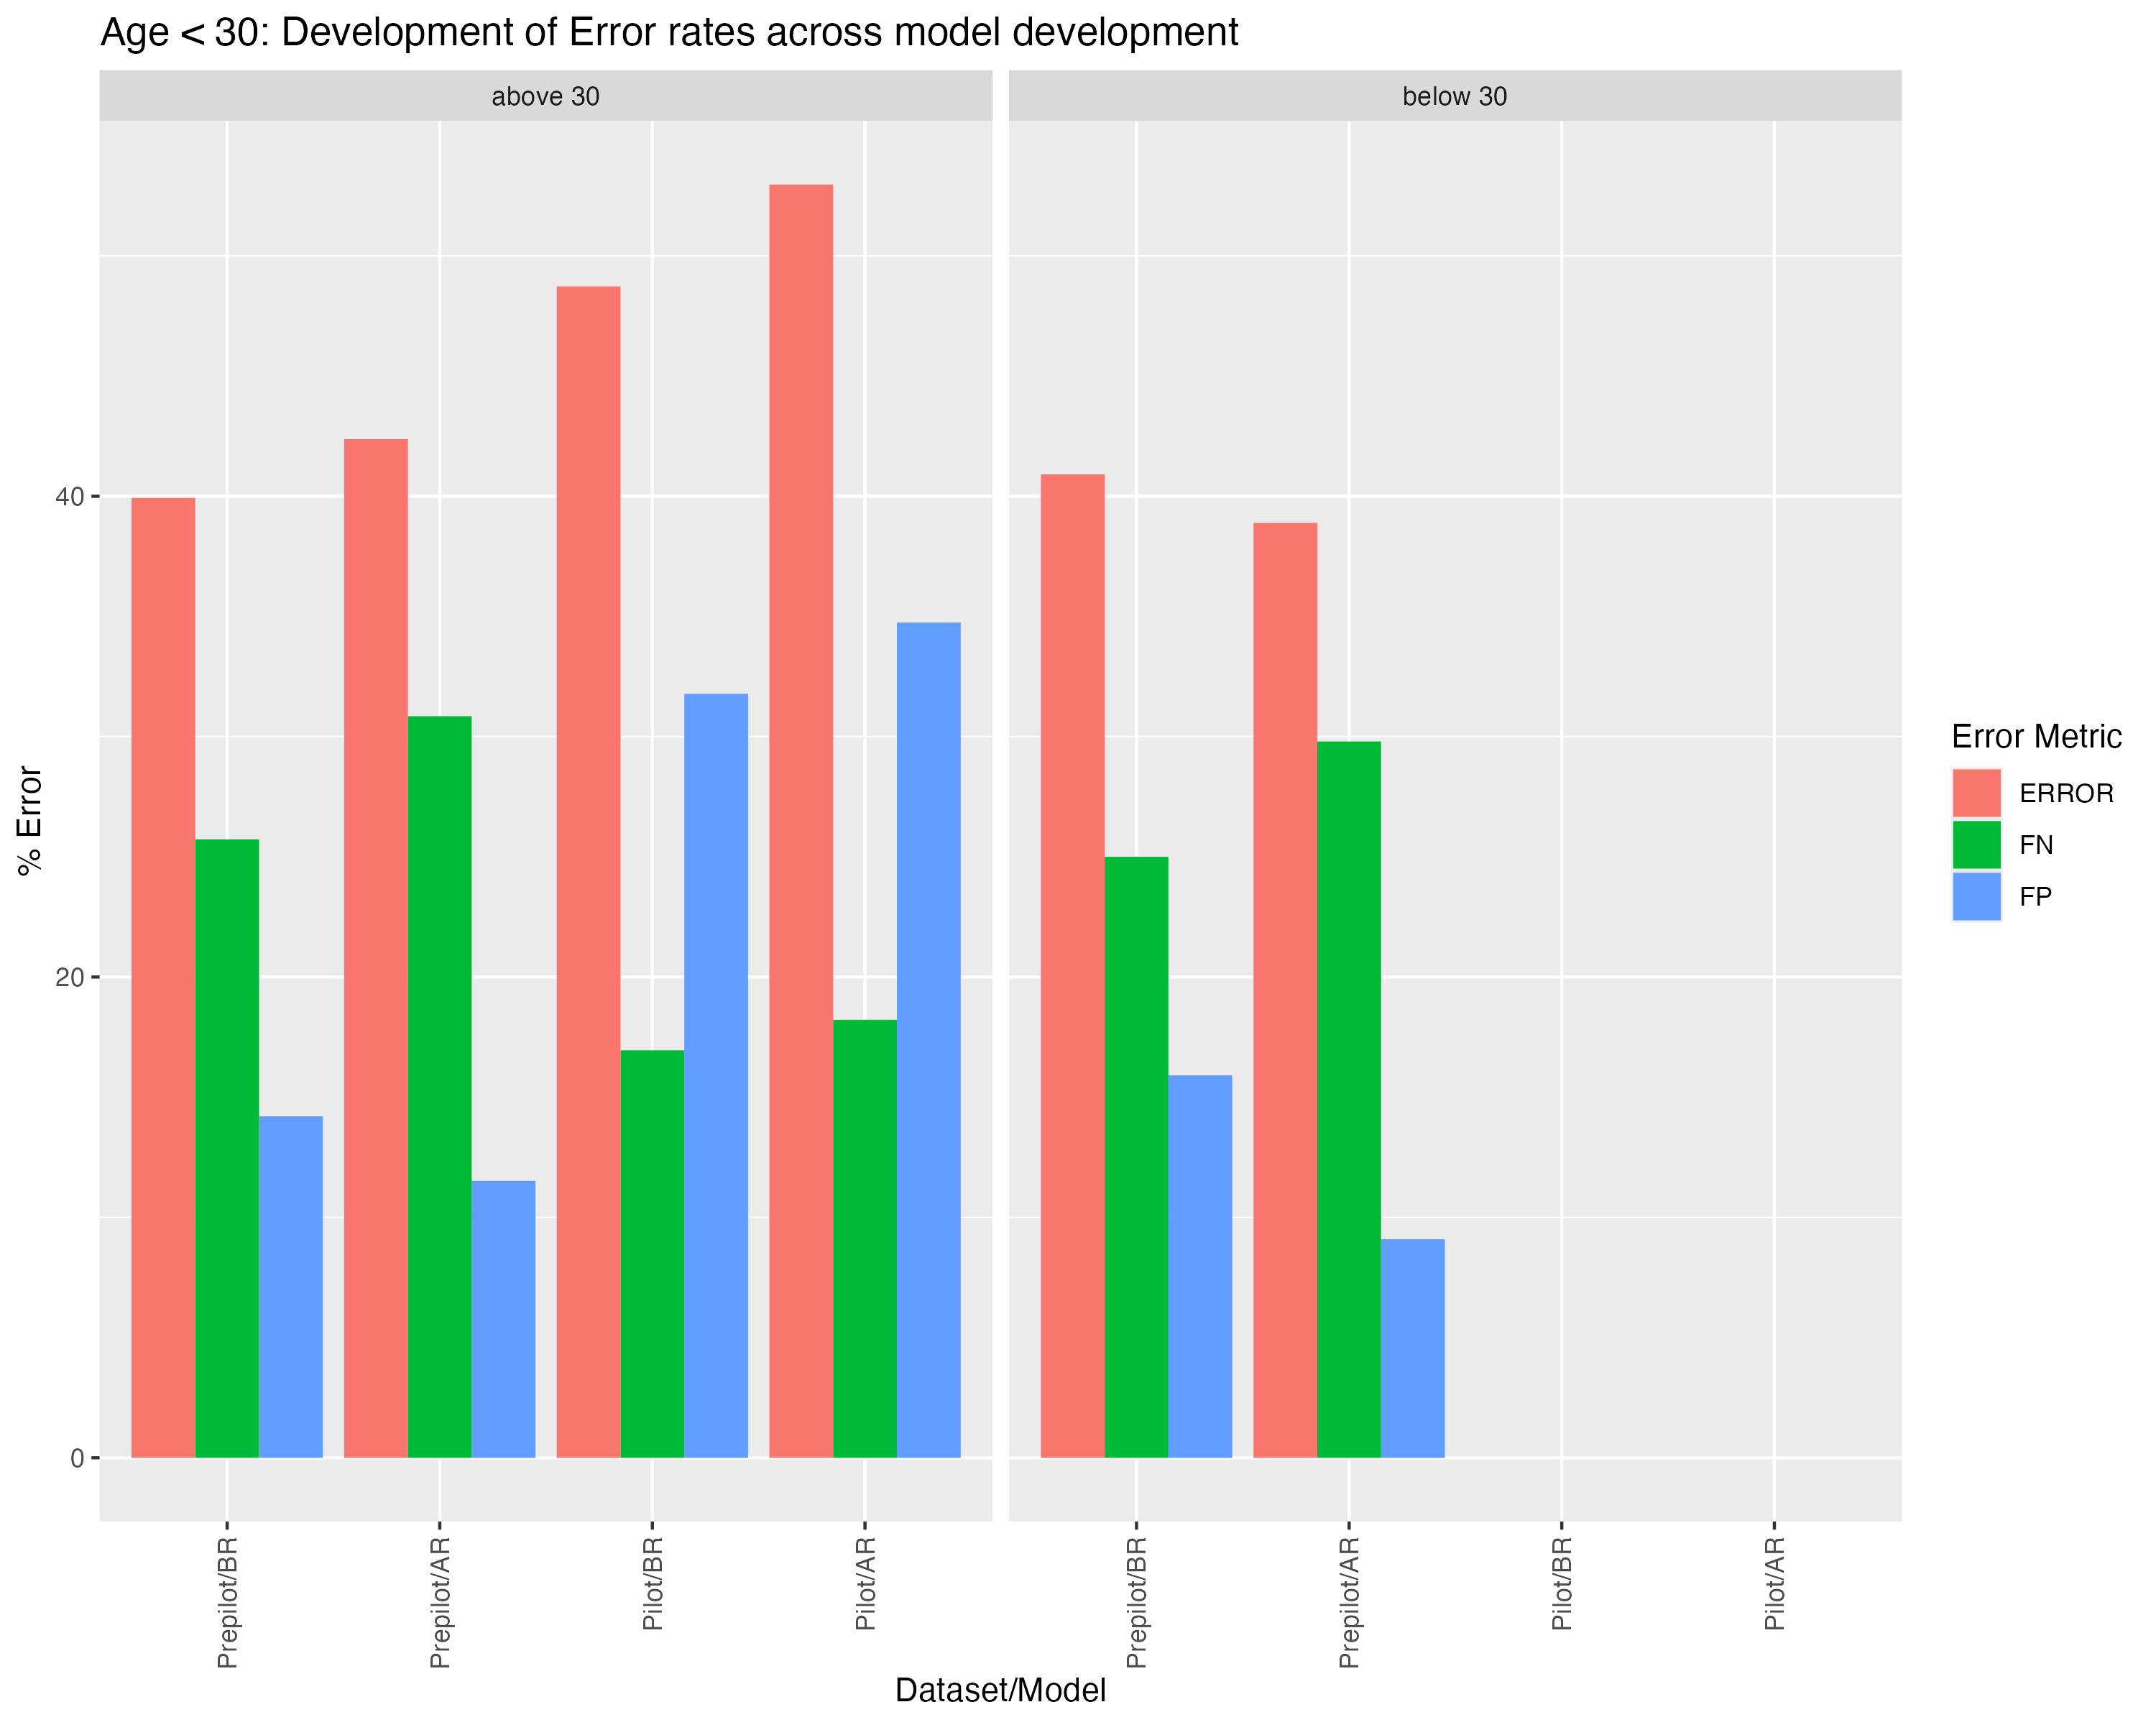 Age < 30: Development of Error rates across model development
above 30
below 30
% Error
40
20
0
Prepilot/BR
Prepilot/AR
Pilot/BR
Pilot/AR
Prepilot/BR
Prepilot/AR
Pilot/BR
Pilot/AR
Dataset/Model
Error Metric
ERROR
FN
FP